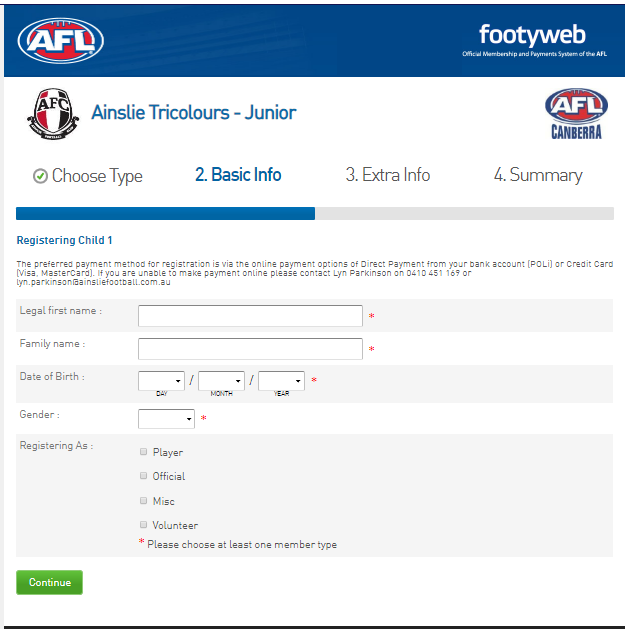 AFL
footyweb
Official Membership and Payments System of the AFL
AFC
Ainslie Tricolours - Junior
AFL
CANBERRA
Choose Type
2. Basic Info
3. Extra Info
4. Summary
Registering Child 1
The preferred payment method for registration is via the online payment options of Direct Payment from your bank account (POLi) or Credit Card
(Visa, MasterCard). If you are unable to make payment online please contact Lyn Parkinson on 0410 451 169 or
lyn.parkinson@ainsliefootball.com.au
Legal first name :
*
Family name :
*
Date of Birth :
/ / *
DAY MONTH YEAR
Gender :
*
Registering As :
Player
Official
Misc
Volunteer
* Please choose at least one member type
Continue